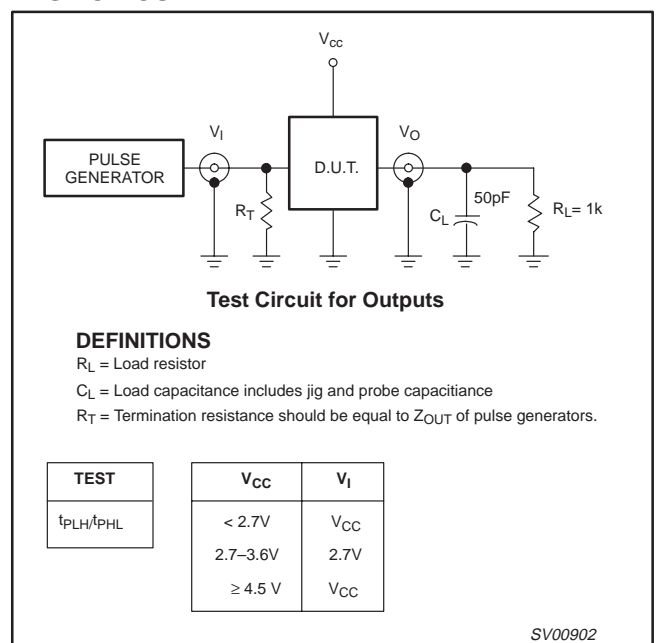 Vcc
VI
VO
PULSE
GENERATOR
D.U.T.
RT
50pF
CL
RL= 1k
Test Circuit for Outputs
DEFINITIONS
RL = Load resistor
CL = Load capacitance includes jig and probe capacitiance
RT = Termination resistance should be equal to ZOUT of pulse generators.
TEST
tPLH/tPHL
VCC VI
< 2.7V VCC
2.7–3.6V 2.7V
≥ 4.5 V VCC
SV00902